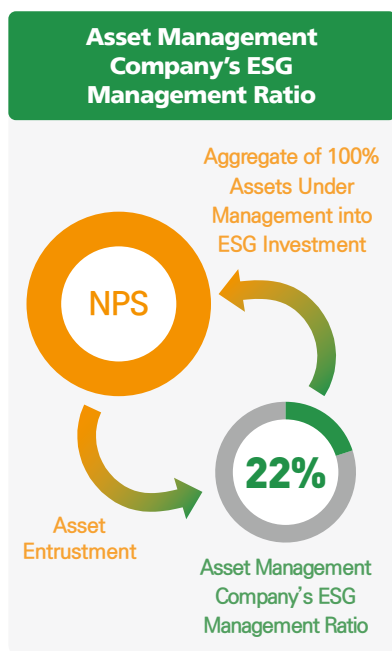 Asset Management
Company's ESG
Management Ratio
Aggregate of 100%
Assets Under
Management into
ESG Investment
NPS
22%
Asset
Entrustment
Asset Management
Company's ESG
Management Ratio